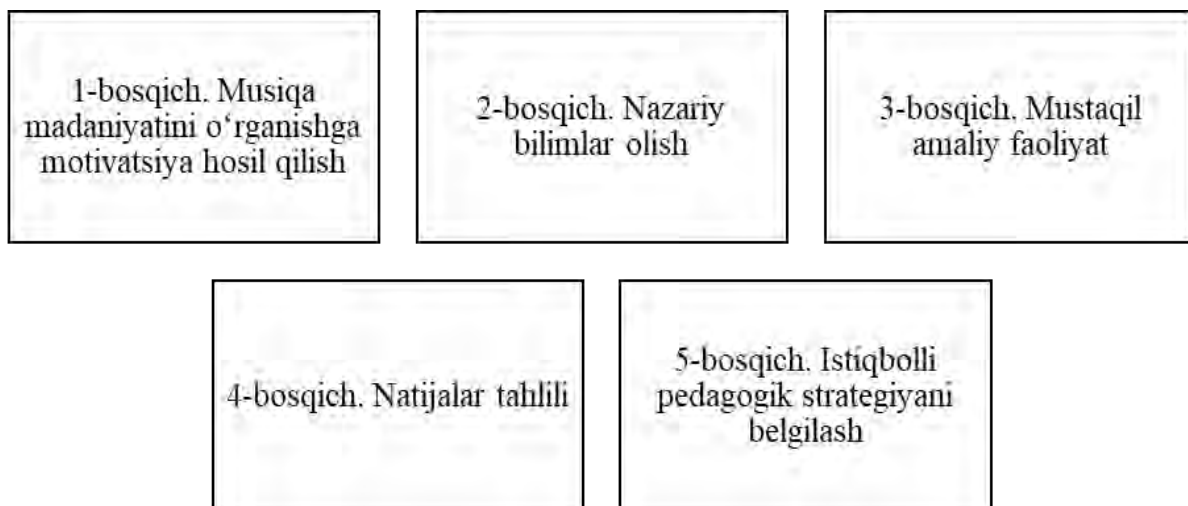 1-bosqich. Musiqa
madaniyatini o‘rganishga
motivatsiya hosil qilish
2-bosqich. Nazariy
bilimlar olish
3-bosqich. Mustaqil
amaliy faoliyat
4-bosqich. Natijalar tahlili
5-bosqich. Istiqbolli
pedagogik strategiyani
belgilash